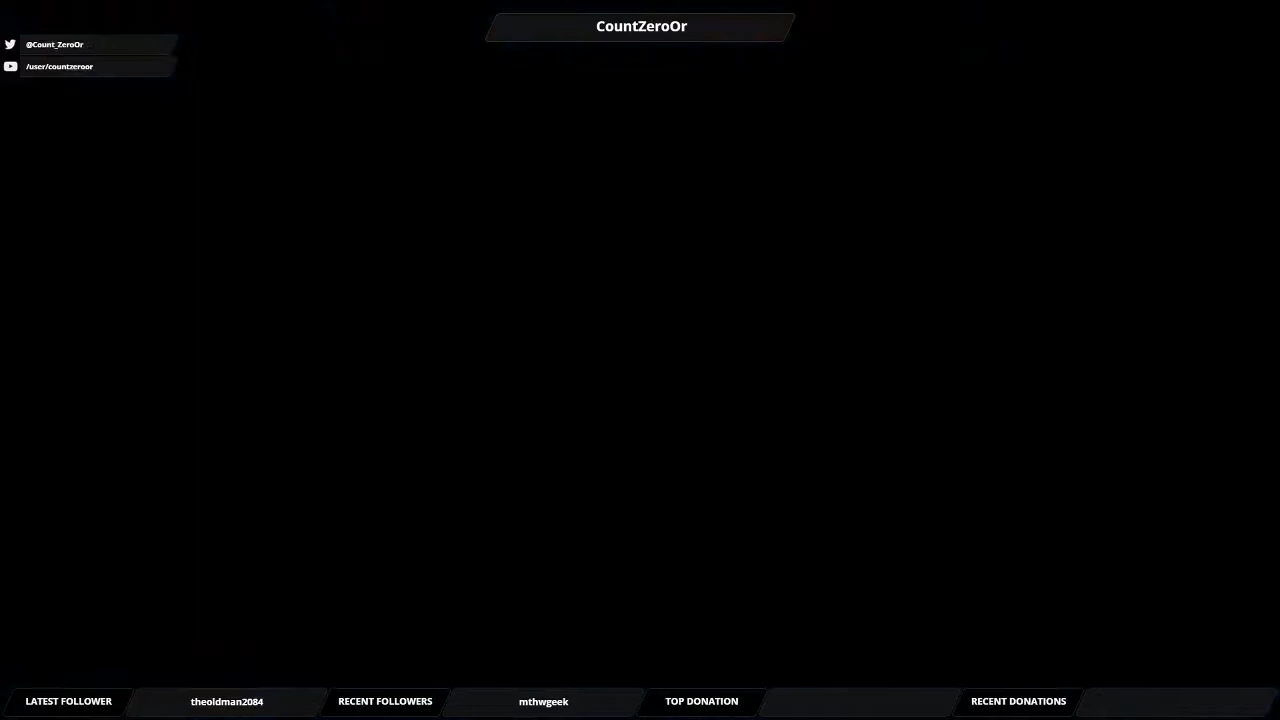 CountZeroOr
@Count_ZeroOr
/user/countzeroor
LATEST FOLLOWER theoldman2084 RECENT FOLLOWERS mthwgeek TOP DONATION RECENT DONATIONS